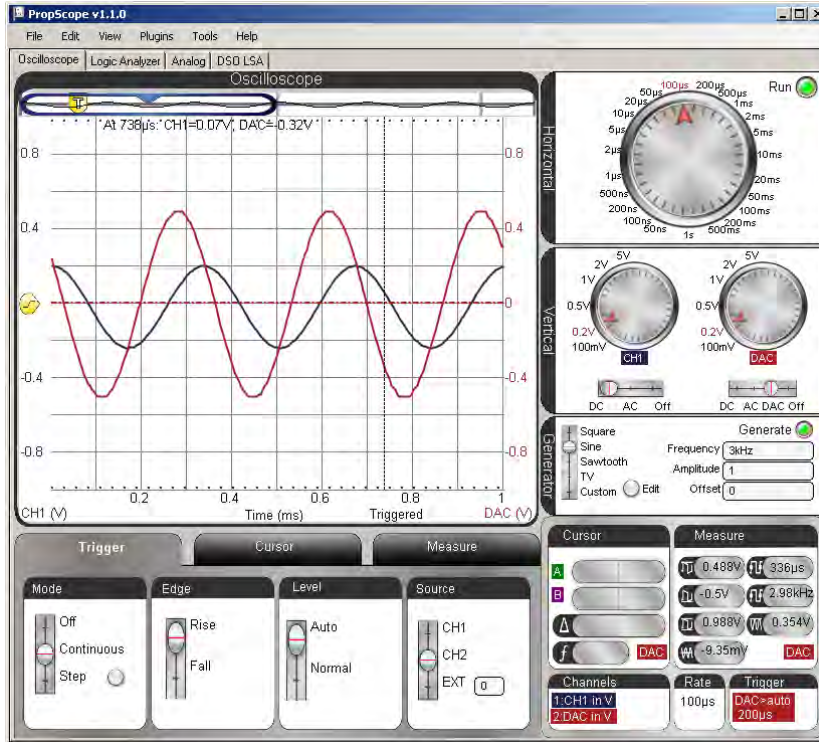 PropScope v1.1.0
File Edit View Plugins Tools Help
Oscilloscope Logic Analyzer Analog DSO LSA
Oscilloscope
At 738µs: CH1=0.07V, DAC=-0.32V
0.8 0.8
0.4 0.4
0 0
-0.4 -0.4
-0.8 -0.8
0.2 0.4 0.6 0.8 1
CH1 (V) Time (ms) Triggered DAC (V)
Horizontal
Run
100µs 200µs
50µs 500µs
20µs 1ms
10µs 2ms
5µs 5ms
2µs 10ms
1µs 20ms
500ns 50ms
200ns 100ms
100ns 200ms
50ns 1s 500ms
Vertical
5V 5V
2V 2V
1V 1V
0.5V 0.5V
0.2V 0.2V
100mV 100mV
CH1 DAC
DC AC Off DC AC DAC Off
Generator
Square
Sine
Sawtooth
TV
Custom Edit
Generate
Frequency 3kHz
Amplitude 1
Offset 0
Trigger Cursor Measure
Mode
Off
Continuous
Step
Edge
Rise
Fall
Level
Auto
Normal
Source
CH1
CH2
EXT 0
Cursor
A
B
Δ
f DAC
Measure
0.488V 336µs
-0.5V 2.98kHz
0.988V 0.354V
-9.35mV DAC
Channels
1:CH1 in V
2:DAC in V
Rate
100µs
Trigger
DAC>auto
200µs